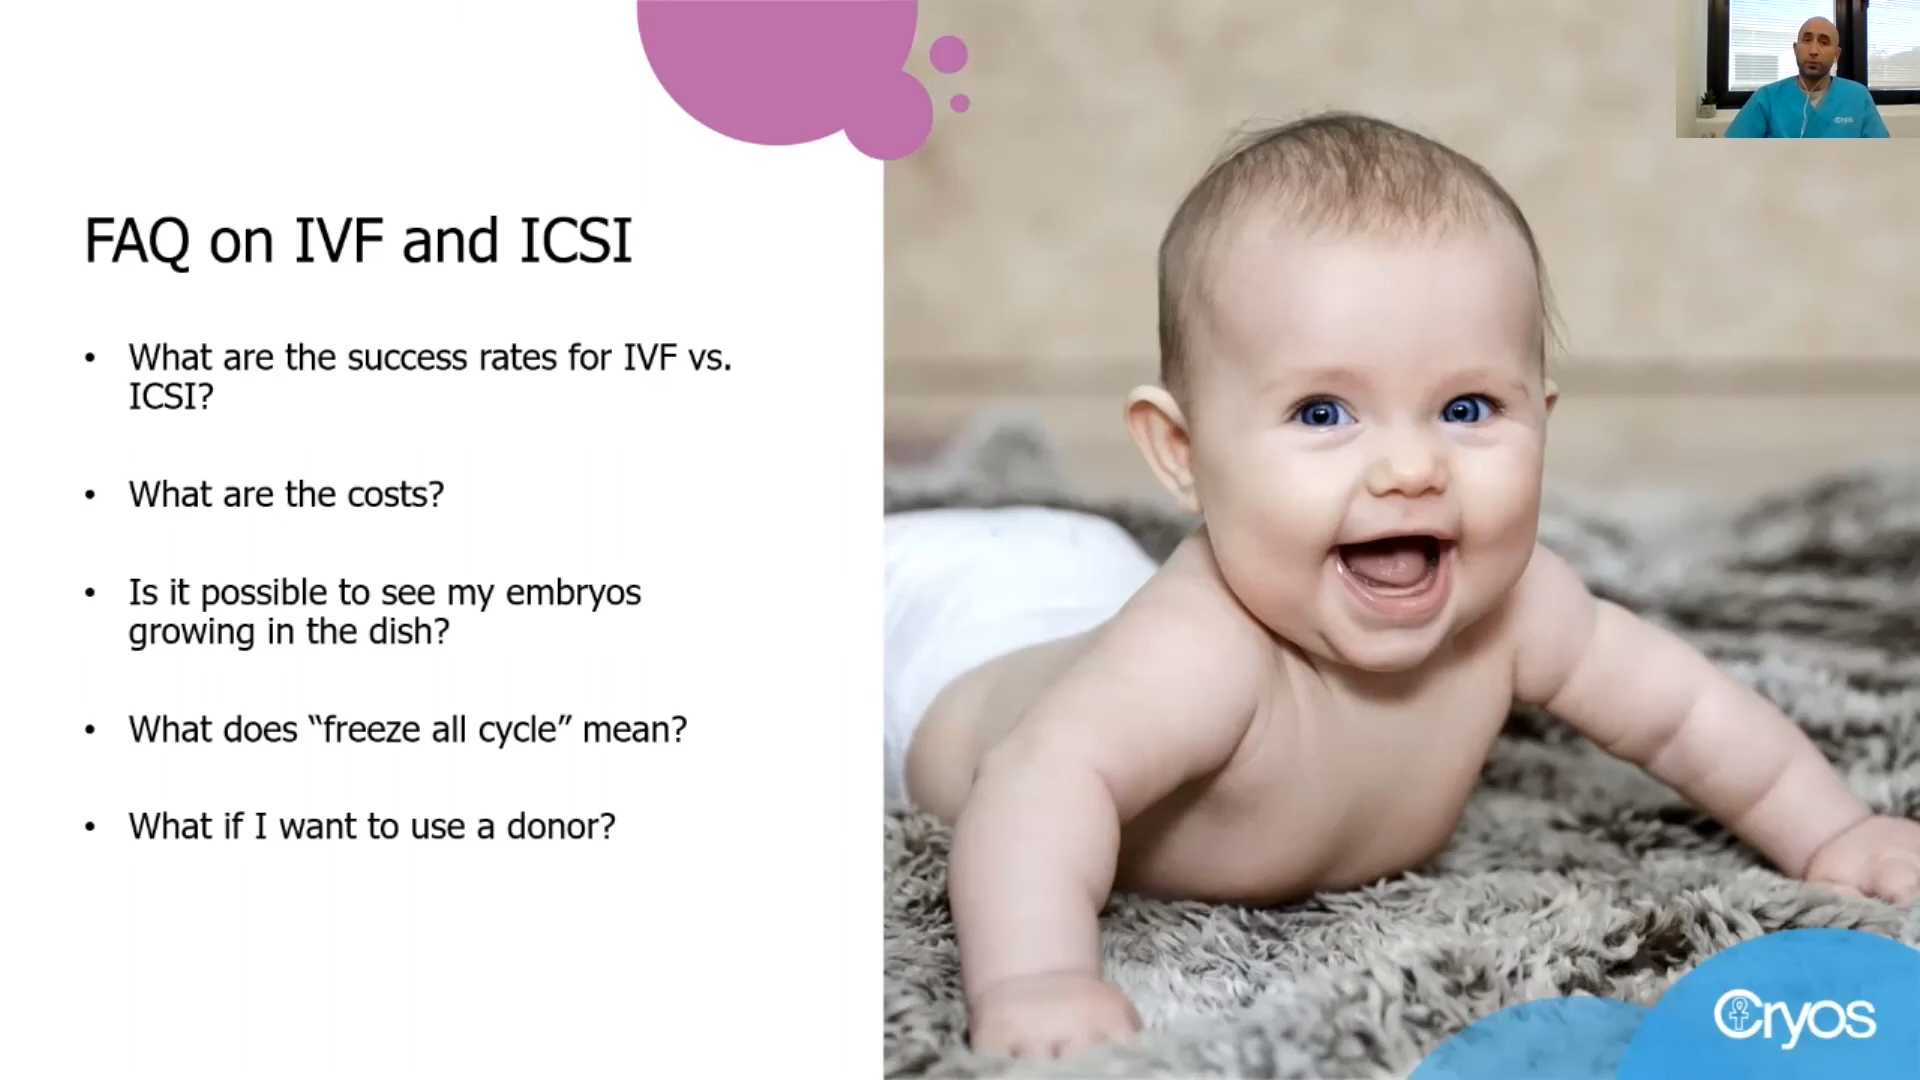 FAQ on IVF and ICSI
• What are the success rates for IVF vs.
ICSI?
• What are the costs?
• Is it possible to see my embryos
growing in the dish?
• What does “freeze all cycle” mean?
• What if I want to use a donor?
Cryos
Cryos